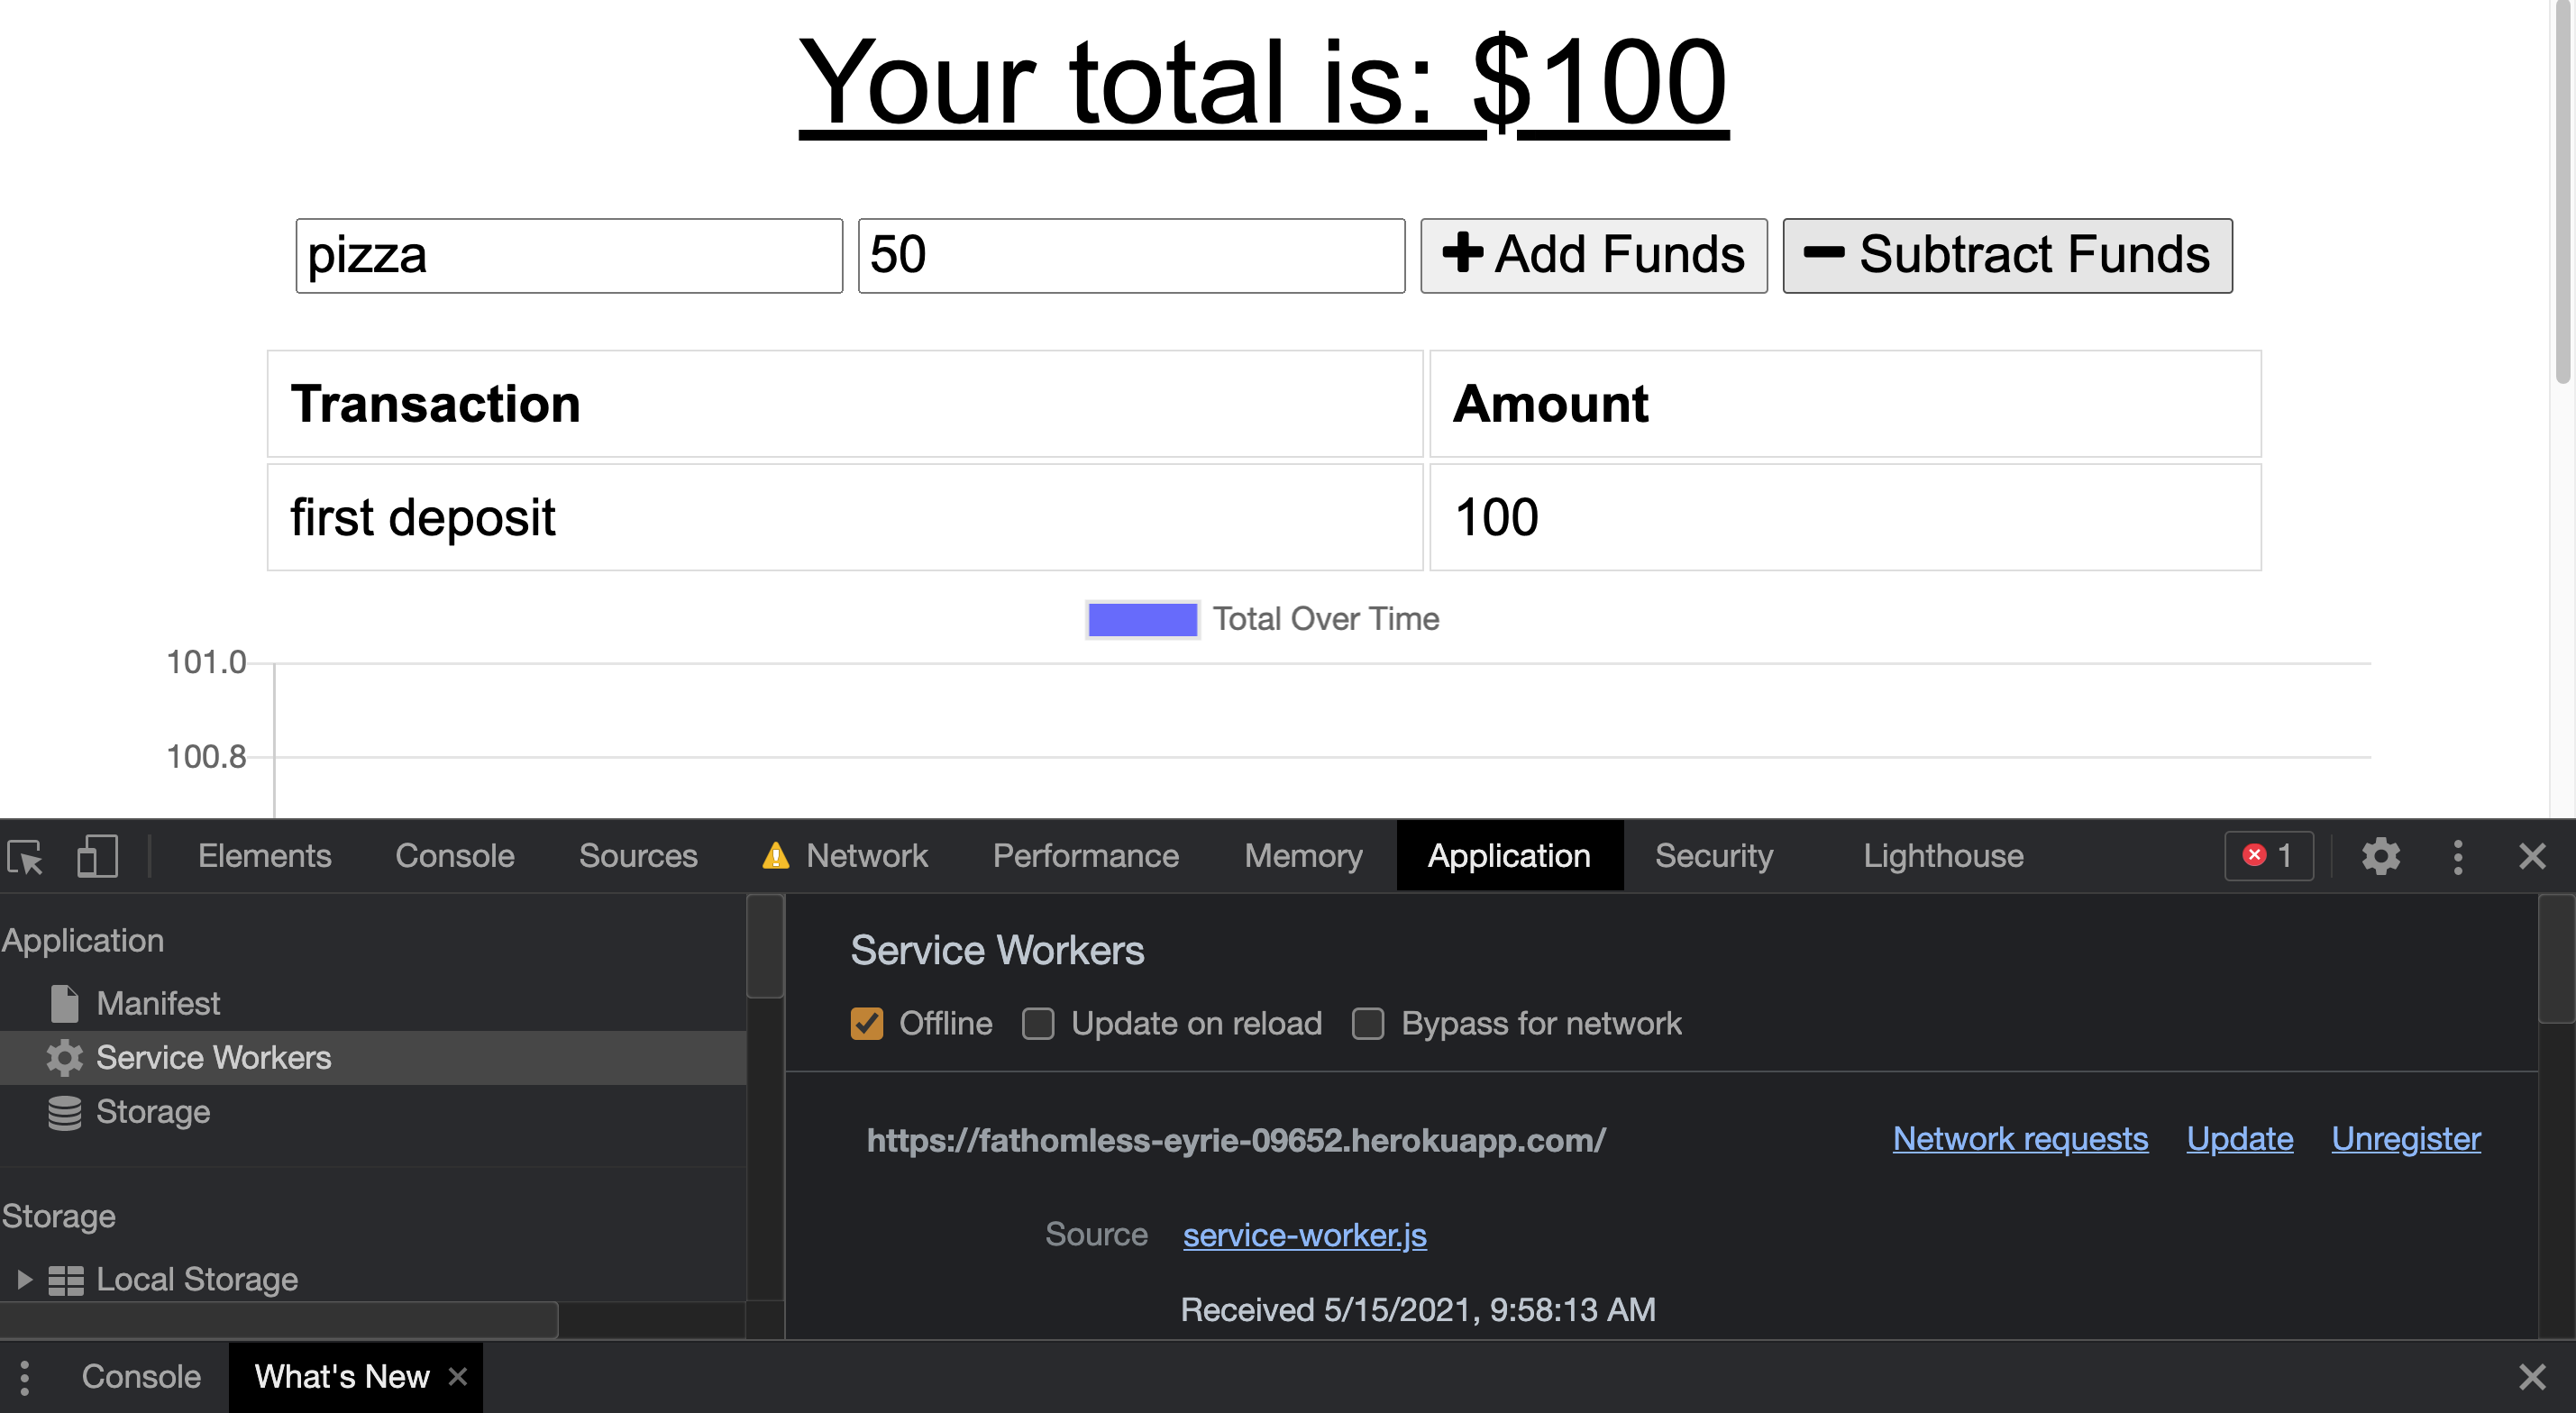 Your total is: $100
pizza 50 Add Funds Subtract Funds
Transaction Amount
first deposit 100
Total Over Time
101.0
100.8
Elements Console Sources Network Performance Memory Application Security Lighthouse 1
Application
Manifest
Service Workers
Storage
Storage
Local Storage
Service Workers
Offline Update on reload Bypass for network
https://fathomless-eyrie-09652.herokuapp.com/ Network requests Update Unregister
Source service-worker.js
Received 5/15/2021, 9:58:13 AM
Console What's New